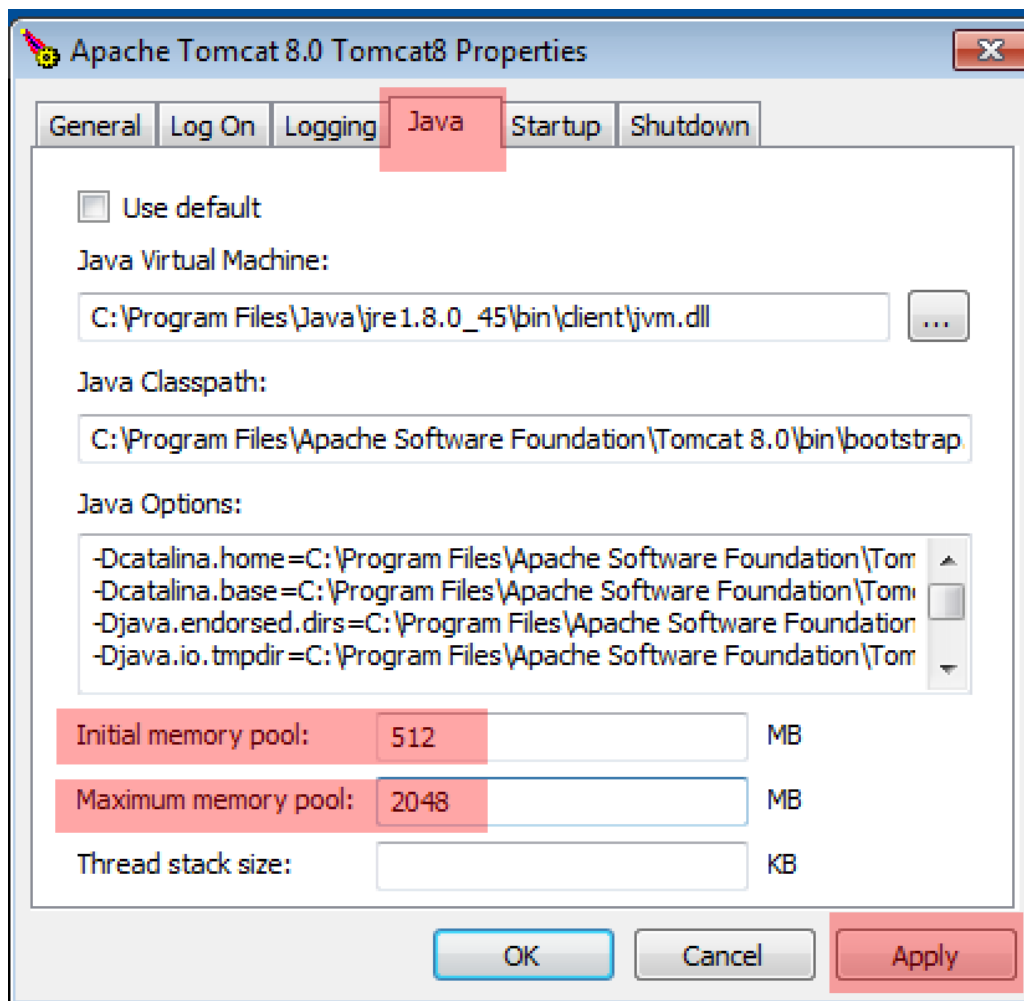 Apache Tomcat 8.0 Tomcat8 Properties
General Log On Logging Java Startup Shutdown
Use default
Java Virtual Machine:
C:\Program Files\Java\jre1.8.0_45\bin\client\jvm.dll
...
Java Classpath:
C:\Program Files\Apache Software Foundation\Tomcat 8.0\bin\bootstrap.
Java Options:
-Dcatalina.home=C:\Program Files\Apache Software Foundation\Tom
-Dcatalina.base=C:\Program Files\Apache Software Foundation\Tomc
-Djava.endorsed.dirs=C:\Program Files\Apache Software Foundation
-Djava.io.tmpdir=C:\Program Files\Apache Software Foundation\Tom
Initial memory pool: 512 MB
Maximum memory pool: 2048 MB
Thread stack size: KB
OK Cancel Apply